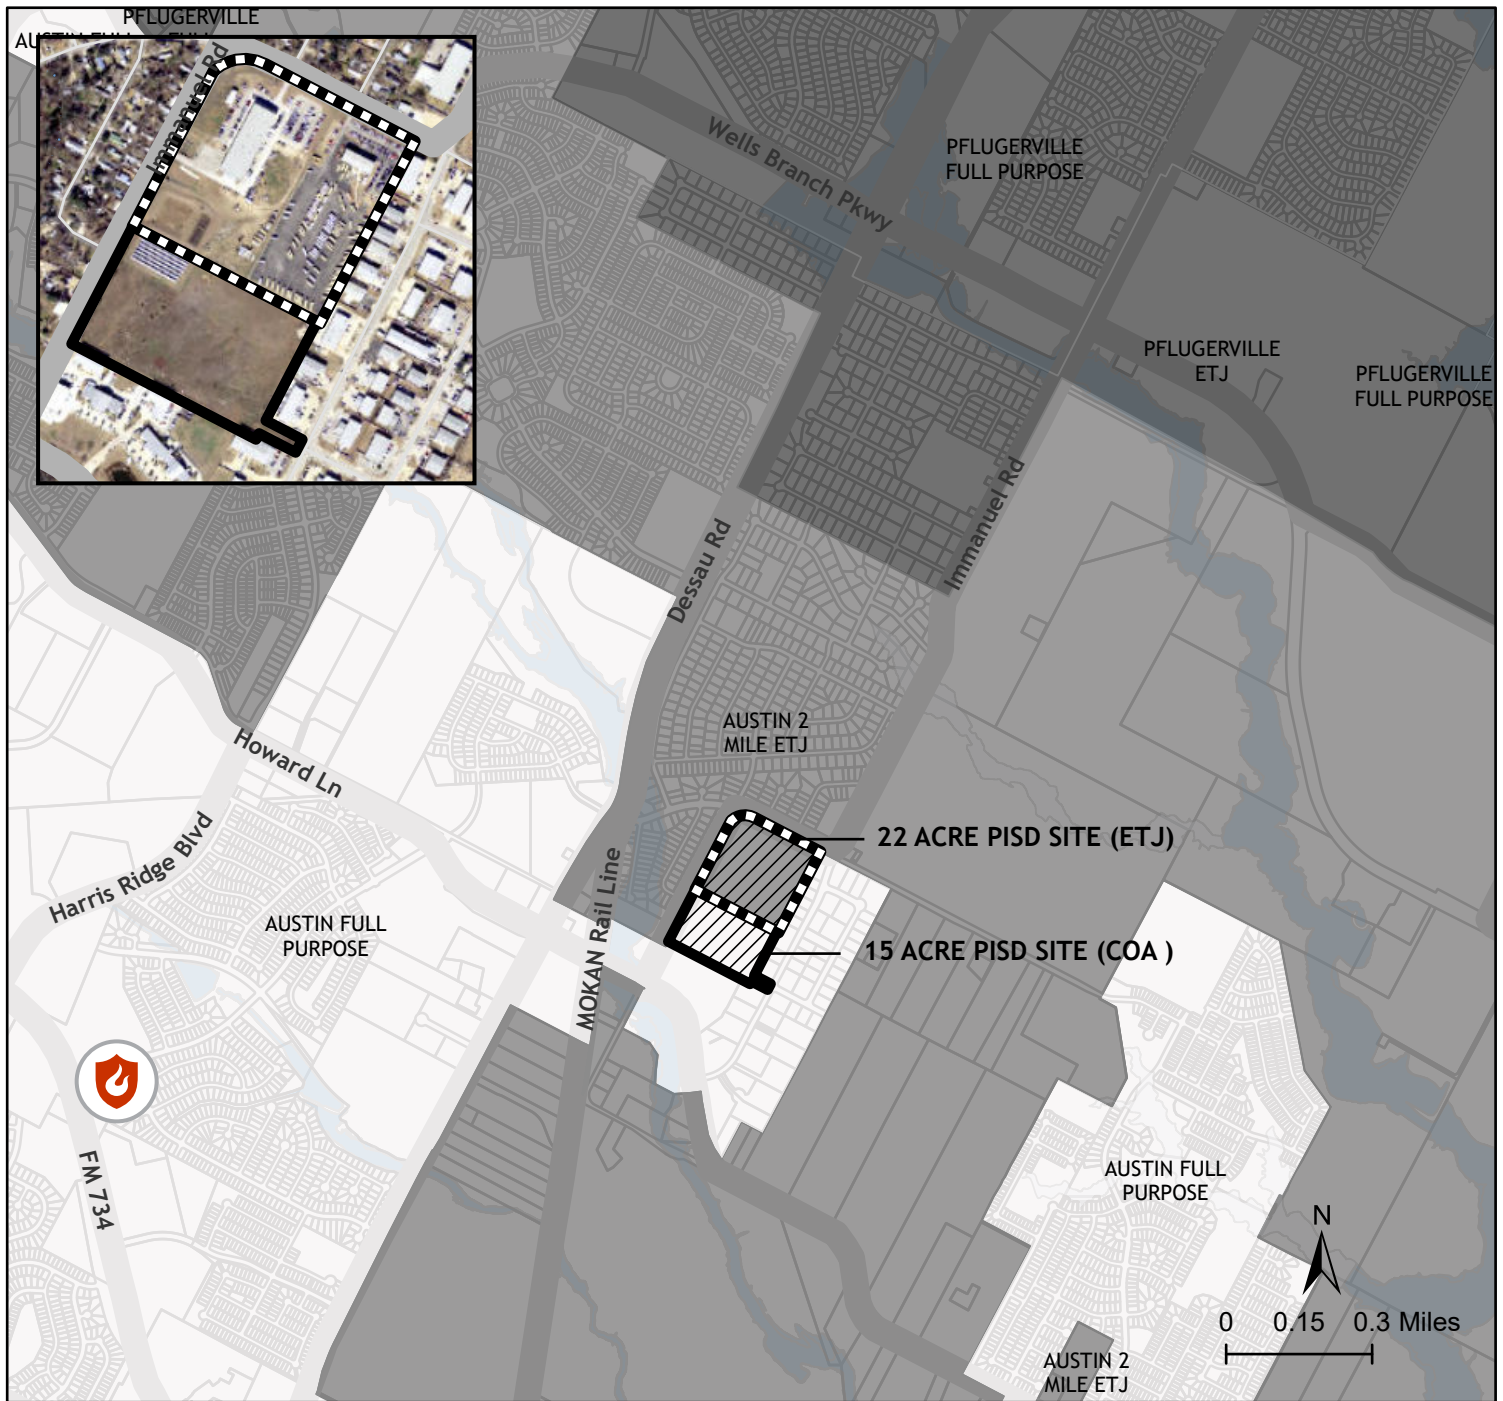 PFLUGERVILLE
Immanuel Rd
Wells Branch Pkwy
PFLUGERVILLE
FULL PURPOSE
PFLUGERVILLE
ETJ
PFLUGERVILLE
FULL PURPOSE
Immanuel Rd
Dessau Rd
AUSTIN 2
MILE ETJ
Howard Ln
Harris Ridge Blvd
22 ACRE PISD SITE (ETJ)
MOKAN Rail Line
AUSTIN FULL
PURPOSE
15 ACRE PISD SITE (COA )
FM 734
AUSTIN FULL
PURPOSE
N
0 0.15 0.3 Miles
AUSTIN 2
MILE ETJ